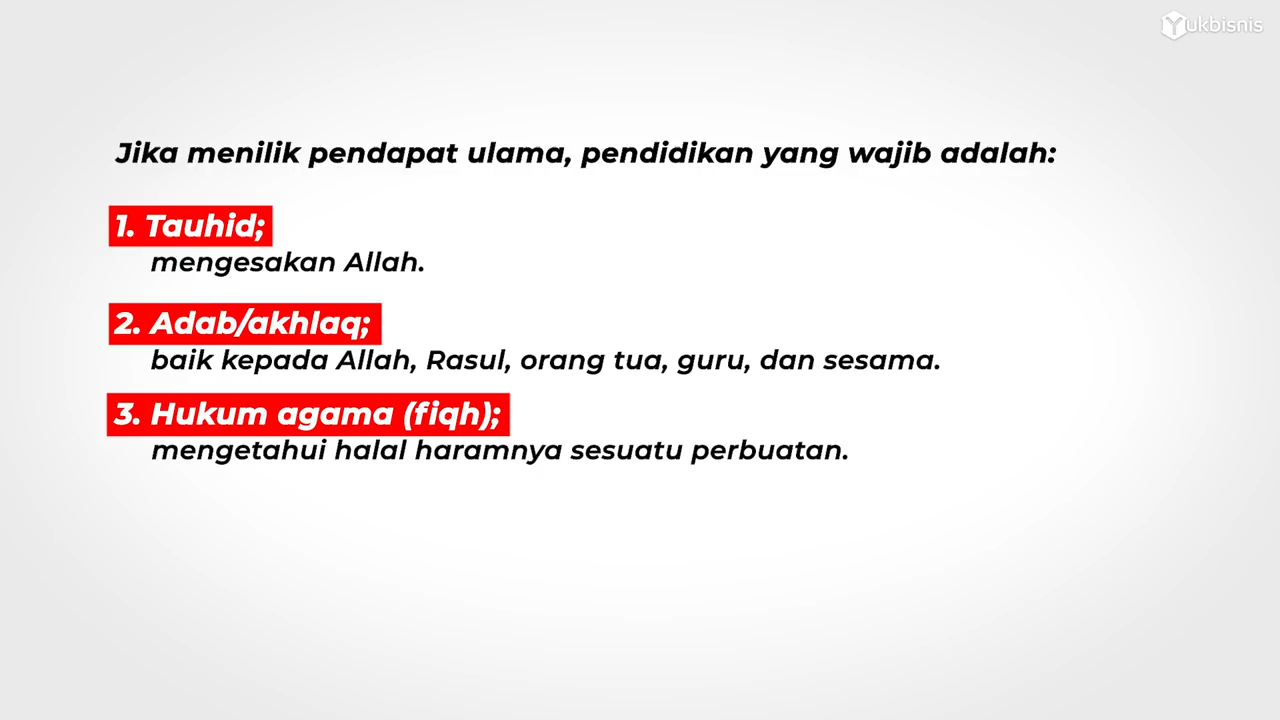 Yukbisnis
Jika menilik pendapat ulama, pendidikan yang wajib adalah:
1. Tauhid;
mengesakan Allah.
2. Adab/akhlaq;
baik kepada Allah, Rasul, orang tua, guru, dan sesama.
3. Hukum agama (fiqh);
mengetahui halal haramnya sesuatu perbuatan.